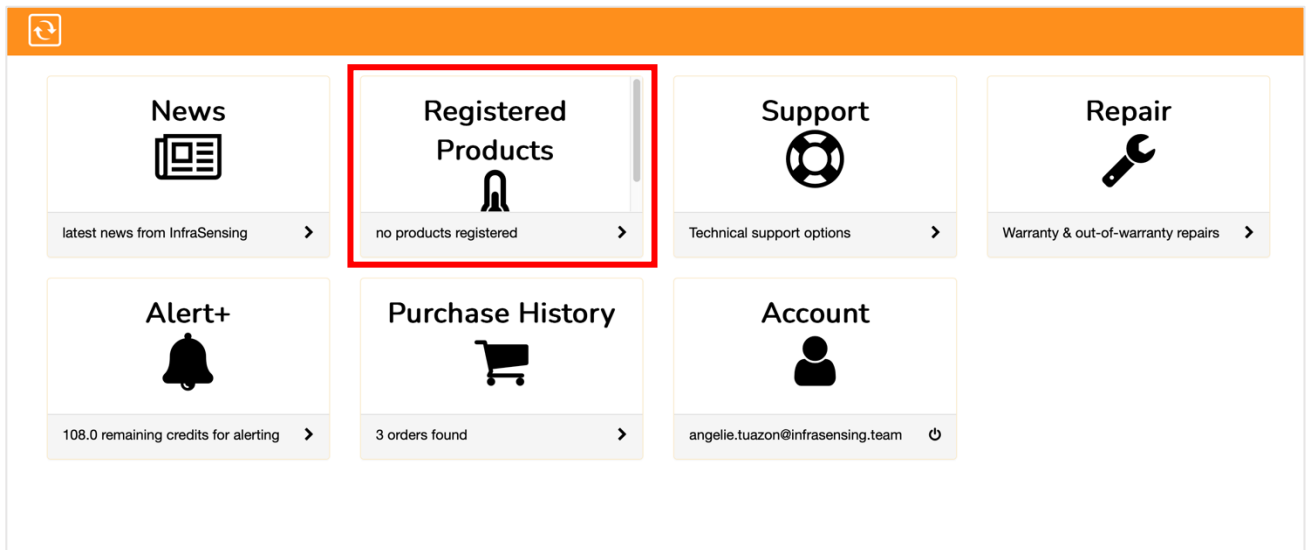 News
latest news from InfraSensing
Registered
Products
no products registered
Support
Technical support options
Repair
Warranty & out-of-warranty repairs
Alert+
108.0 remaining credits for alerting
Purchase History
3 orders found
Account
angelie.tuazon@infrasensing.team